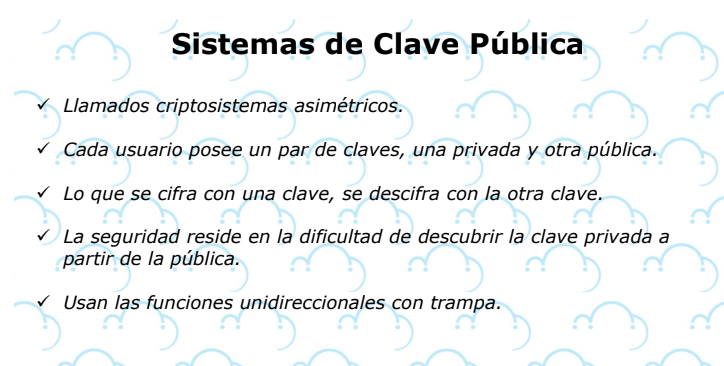 Sistemas de Clave Pública
✓ Llamados criptosistemas asimétricos.
✓ Cada usuario posee un par de claves, una privada y otra pública.
✓ Lo que se cifra con una clave, se descifra con la otra clave.
✓ La seguridad reside en la dificultad de descubrir la clave privada a
partir de la pública.
✓ Usan las funciones unidireccionales con trampa.